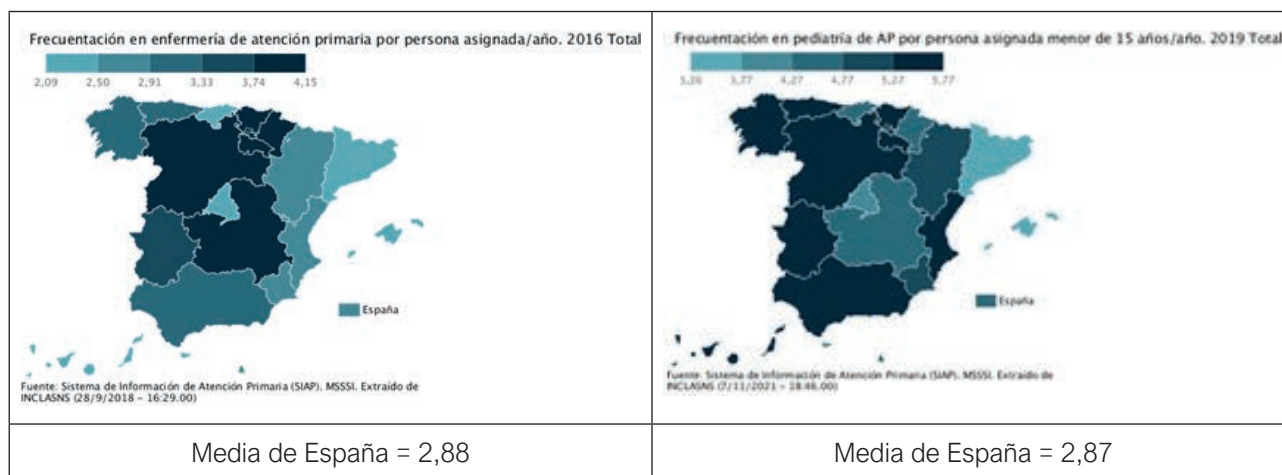 Frecuentación en enfermería de atención primaria por persona asignada/año. 2016 Total
2,09 2,50 2,91 3,33 3,74 4,15
España
Fuente: Sistema de Información de Atención Primaria (SIAP). MSSSI. Extraído de
INCLASNS (28/9/2018 – 16:29.00)
Media de España = 2,88
Frecuentación en pediatría de AP por persona asignada menor de 15 años/año. 2019 Total
3,26 3,77 4,27 4,77 5,27 5,77
España
Fuente: Sistema de Información de Atención Primaria (SIAP). MSSSI. Extraído de
INCLASNS (7/11/2021 – 18:46.00)
Media de España = 2,87